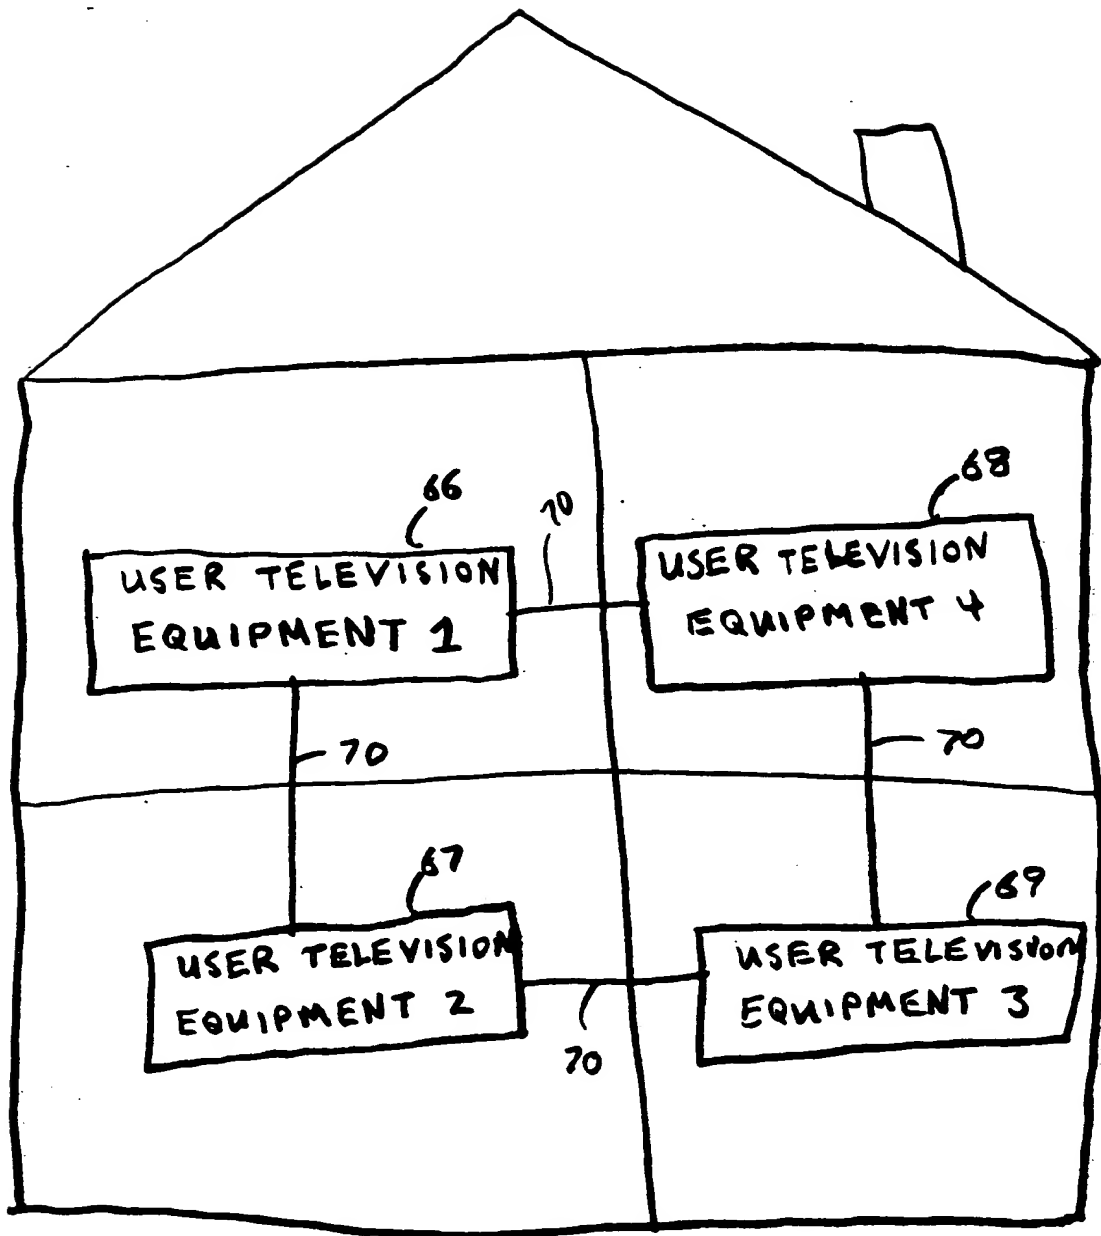 66
70
68
USER TELEVISION
EQUIPMENT 1
USER TELEVISION
EQUIPMENT 4
70
70
67
69
USER TELEVISION
EQUIPMENT 2
USER TELEVISION
EQUIPMENT 3
70